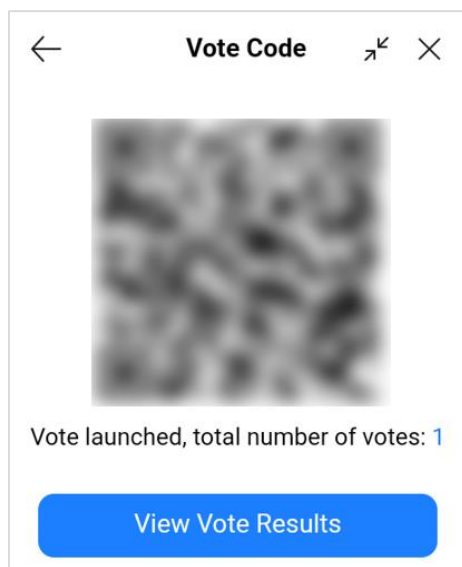 Vote Code
Vote launched, total number of votes: 1
View Vote Results